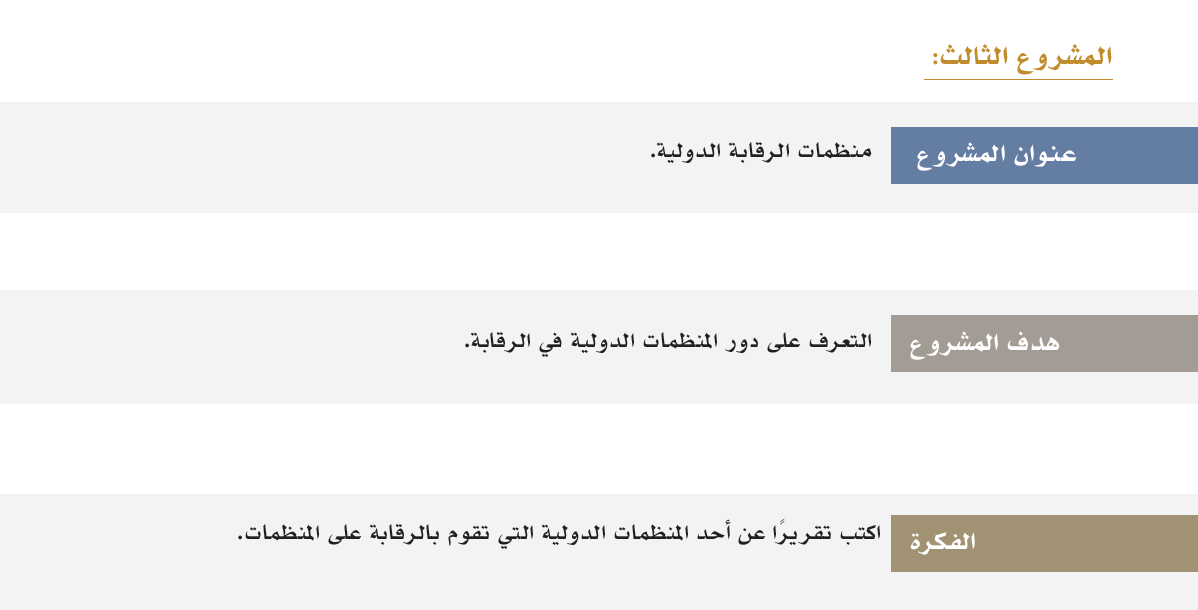 المشروع الثالث:
عنوان المشروع
منظمات الرقابة الدولية.
هدف المشروع
التعرف على دور المنظمات الدولية في الرقابة.
الفكرة
اكتب تقريرًا عن أحد المنظمات الدولية التي تقوم بالرقابة على المنظمات.